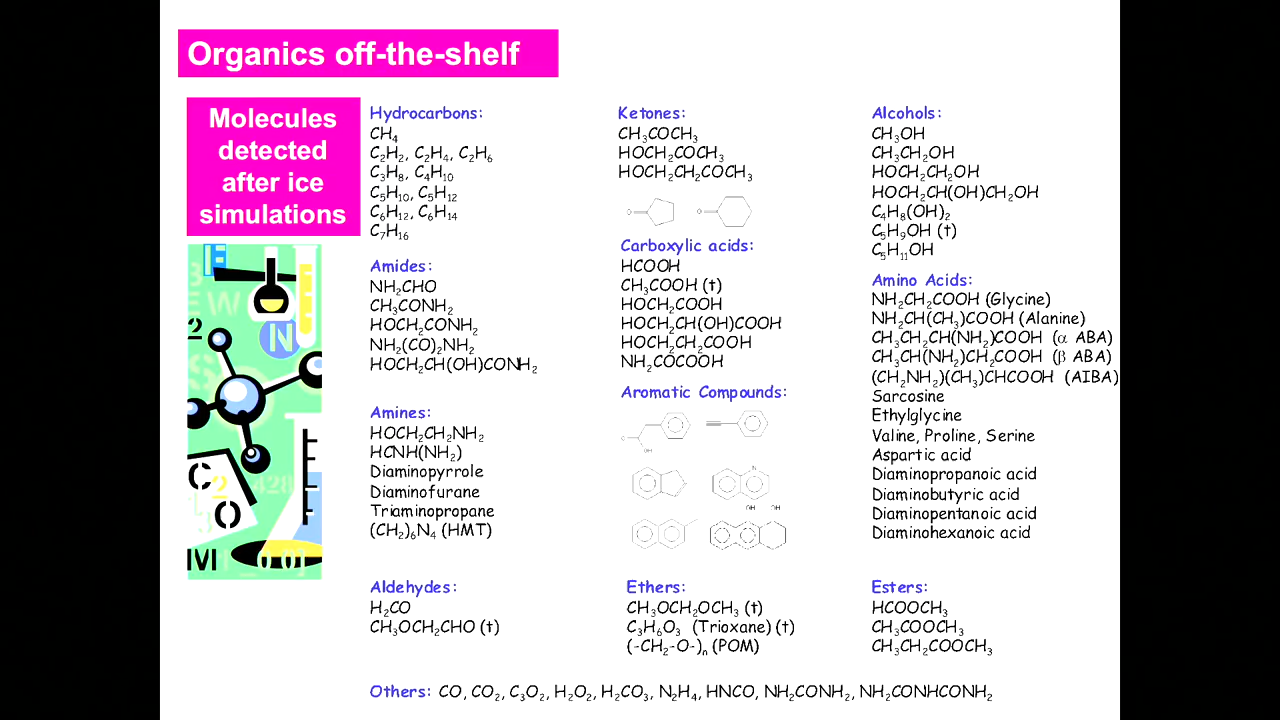 Organics off-the-shelf
Molecules
detected
after ice
simulations
Hydrocarbons:
CH₄
C₂H₂, C₂H₄, C₂H₆
C₃H₈, C₄H₁₀
C₅H₁₀, C₅H₁₂
C₆H₁₂, C₆H₁₄
C₇H₁₆
Amides:
NH₂CHO
CH₃CONH₂
HOCH₂CONH₂
NH₂(CO)₂NH₂
HOCH₂CH(OH)CONH₂
Amines:
HOCH₂CH₂NH₂
HCNH(NH₂)
Diaminopyrrole
Diaminofurane
Triaminopropane
(CH₂)₆N₄ (HMT)
Aldehydes:
H₂CO
CH₃OCH₂CHO (t)
Ketones:
CH₃COCH₃
HOCH₂COCH₃
HOCH₂CH₂COCH₃
O O
Carboxylic acids:
HCOOH
CH₃COOH (t)
HOCH₂COOH
HOCH₂CH(OH)COOH
HOCH₂CH₂COOH
NH₂COCOOH
Aromatic Compounds:
OH
N
OH OH
Ethers:
CH₃OCH₂OCH₃ (t)
C₃H₆O₃ (Trioxane) (t)
(-CH₂-O-)ₙ (POM)
Alcohols:
CH₃OH
CH₃CH₂OH
HOCH₂CH₂OH
HOCH₂CH(OH)CH₂OH
C₄H₈(OH)₂
C₅H₉OH (t)
C₅H₁₁OH
Amino Acids:
NH₂CH₂COOH (Glycine)
NH₂CH(CH₃)COOH (Alanine)
CH₃CH₂CH(NH₂)COOH (α ABA)
CH₃CH(NH₂)CH₂COOH (β ABA)
(CH₂NH₂)(CH₃)CHCOOH (AIBA)
Sarcosine
Ethylglycine
Valine, Proline, Serine
Aspartic acid
Diaminopropanoic acid
Diaminobutyric acid
Diaminopentanoic acid
Diaminohexanoic acid
Esters:
HCOOCH₃
CH₃COOCH₃
CH₃CH₂COOCH₃
Others: CO, CO₂, C₃O₂, H₂O₂, H₂CO₃, N₂H₄, HNCO, NH₂CONH₂, NH₂CONHCONH₂
N
C
2
O